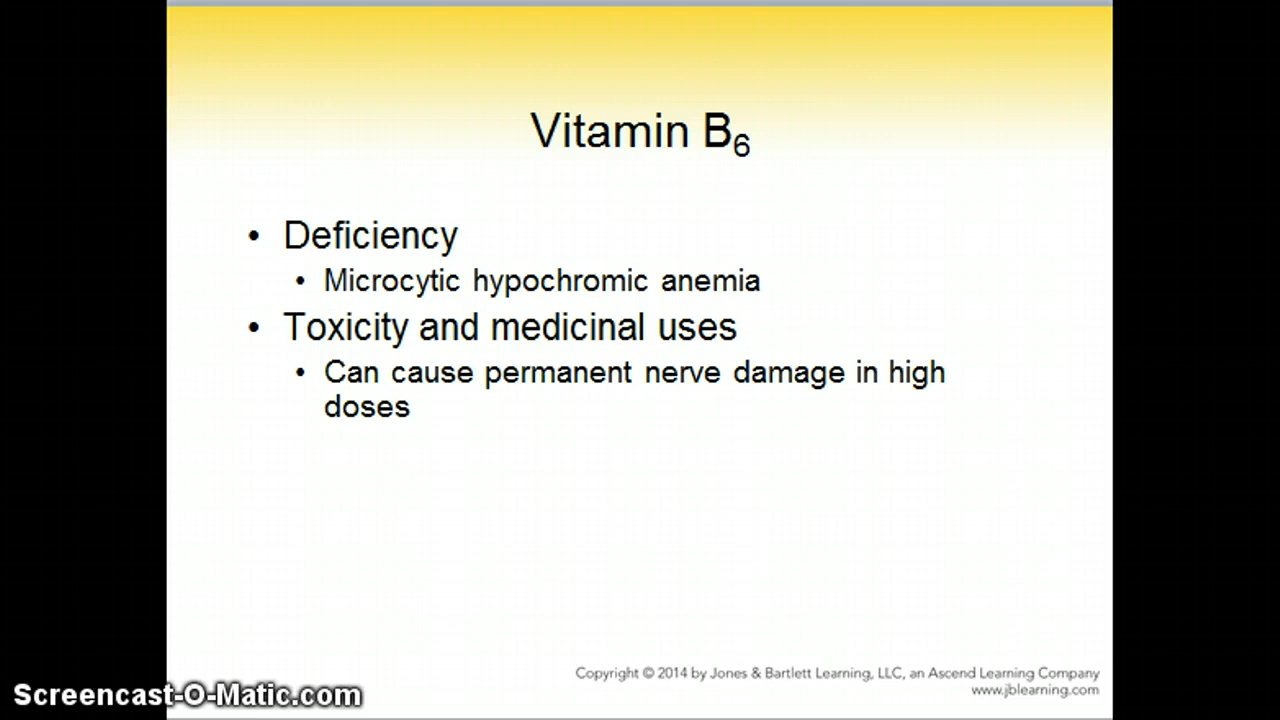 Vitamin B6
• Deficiency
• Microcytic hypochromic anemia
• Toxicity and medicinal uses
• Can cause permanent nerve damage in high
doses
Copyright © 2014 by Jones & Bartlett Learning, LLC, an Ascend Learning Company
www.jblearning.com
Screencast-O-Matic.com